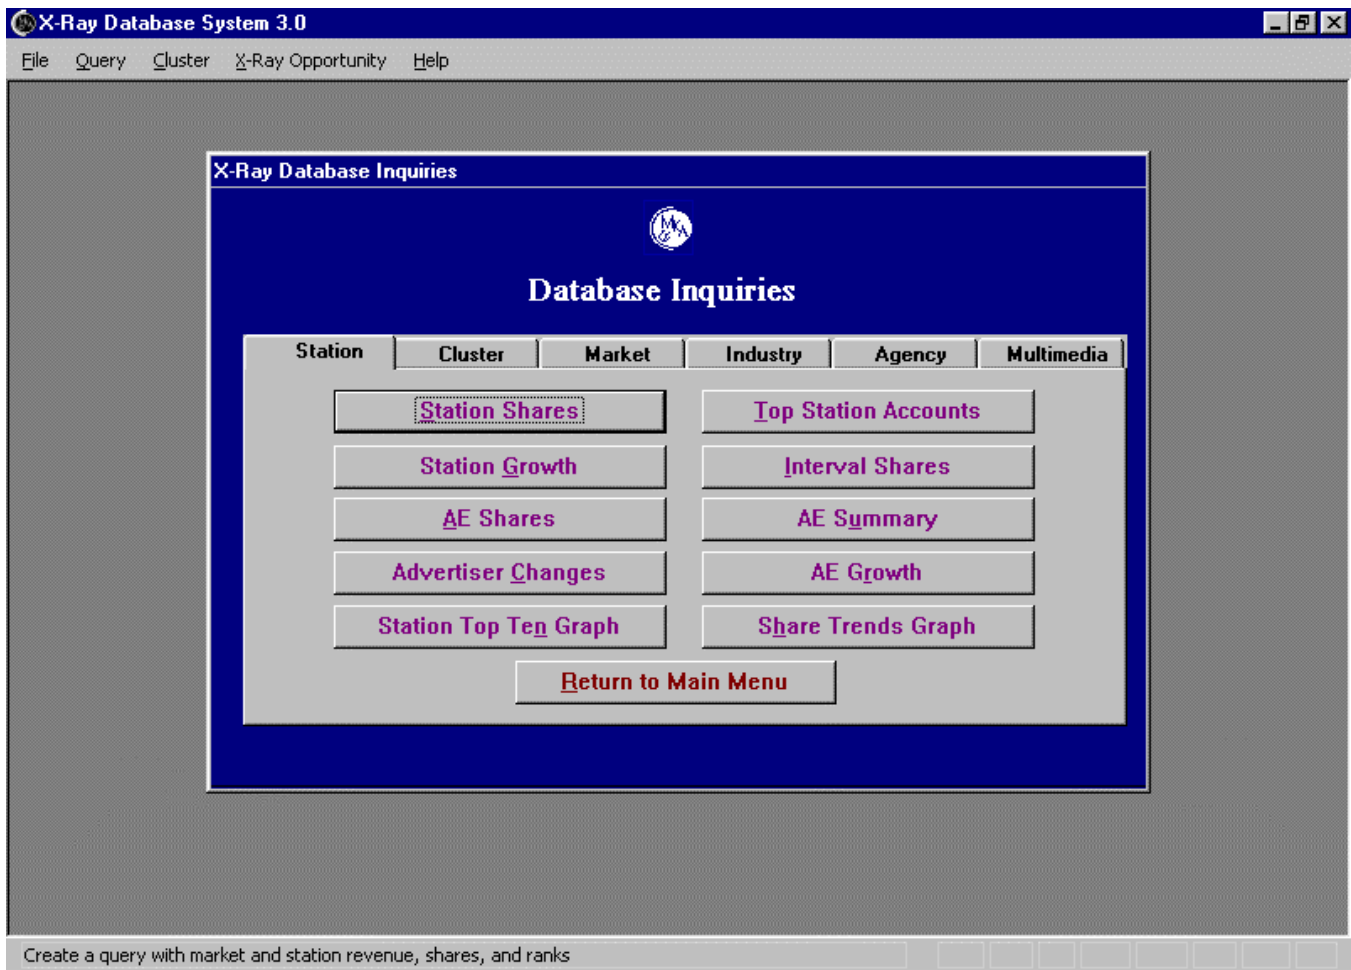 X-Ray Database System 3.0
File Query Cluster X-Ray Opportunity Help
X-Ray Database Inquiries
Database Inquiries
Station Cluster Market Industry Agency Multimedia
Station Shares Top Station Accounts
Station Growth Interval Shares
AE Shares AE Summary
Advertiser Changes AE Growth
Station Top Ten Graph Share Trends Graph
Return to Main Menu
Create a query with market and station revenue, shares, and ranks